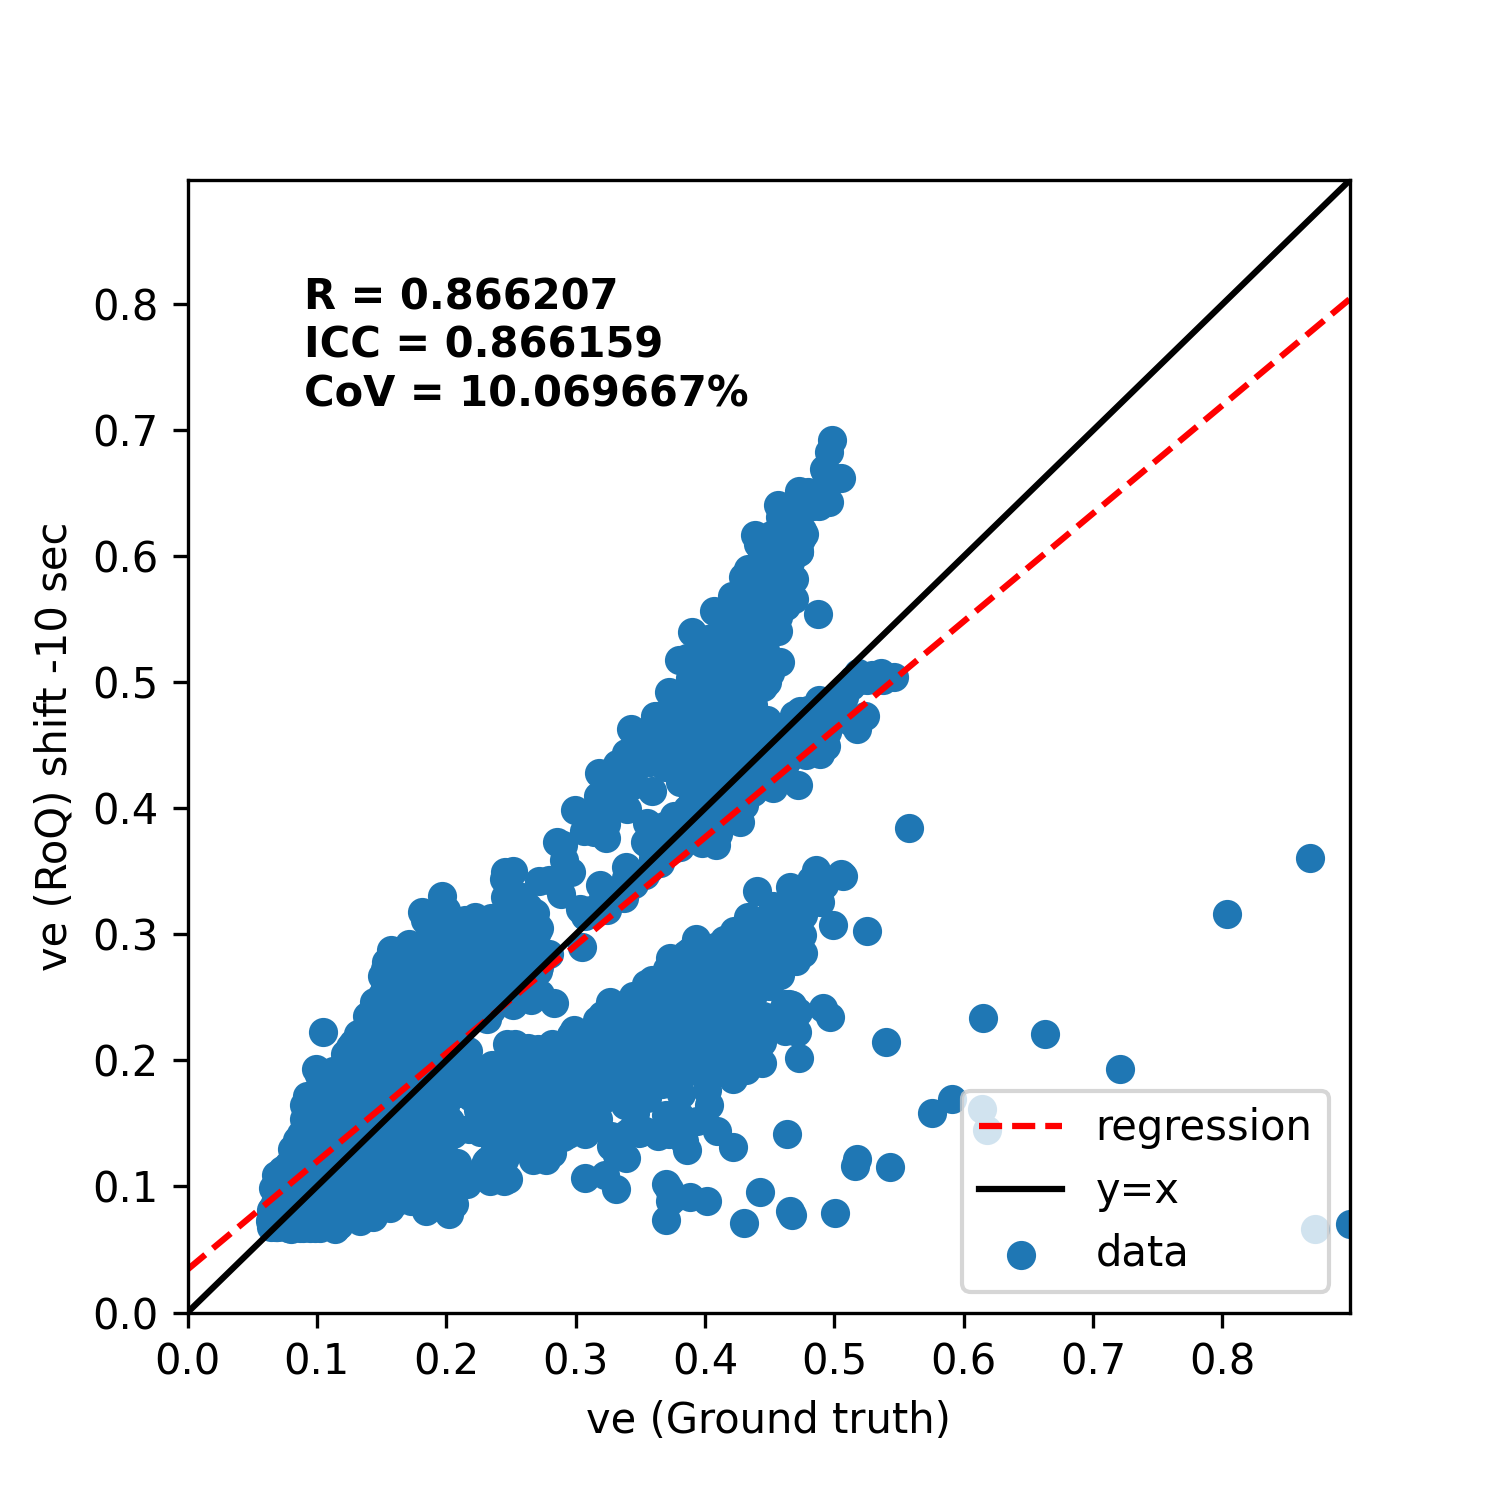 R = 0.866207
ICC = 0.866159
CoV = 10.069667%
0.8
0.7
0.6
0.5
0.4
0.3
0.2
0.1
0.0
ve (RoQ) shift -10 sec
regression
y=x
data
0.0 0.1 0.2 0.3 0.4 0.5 0.6 0.7 0.8
ve (Ground truth)